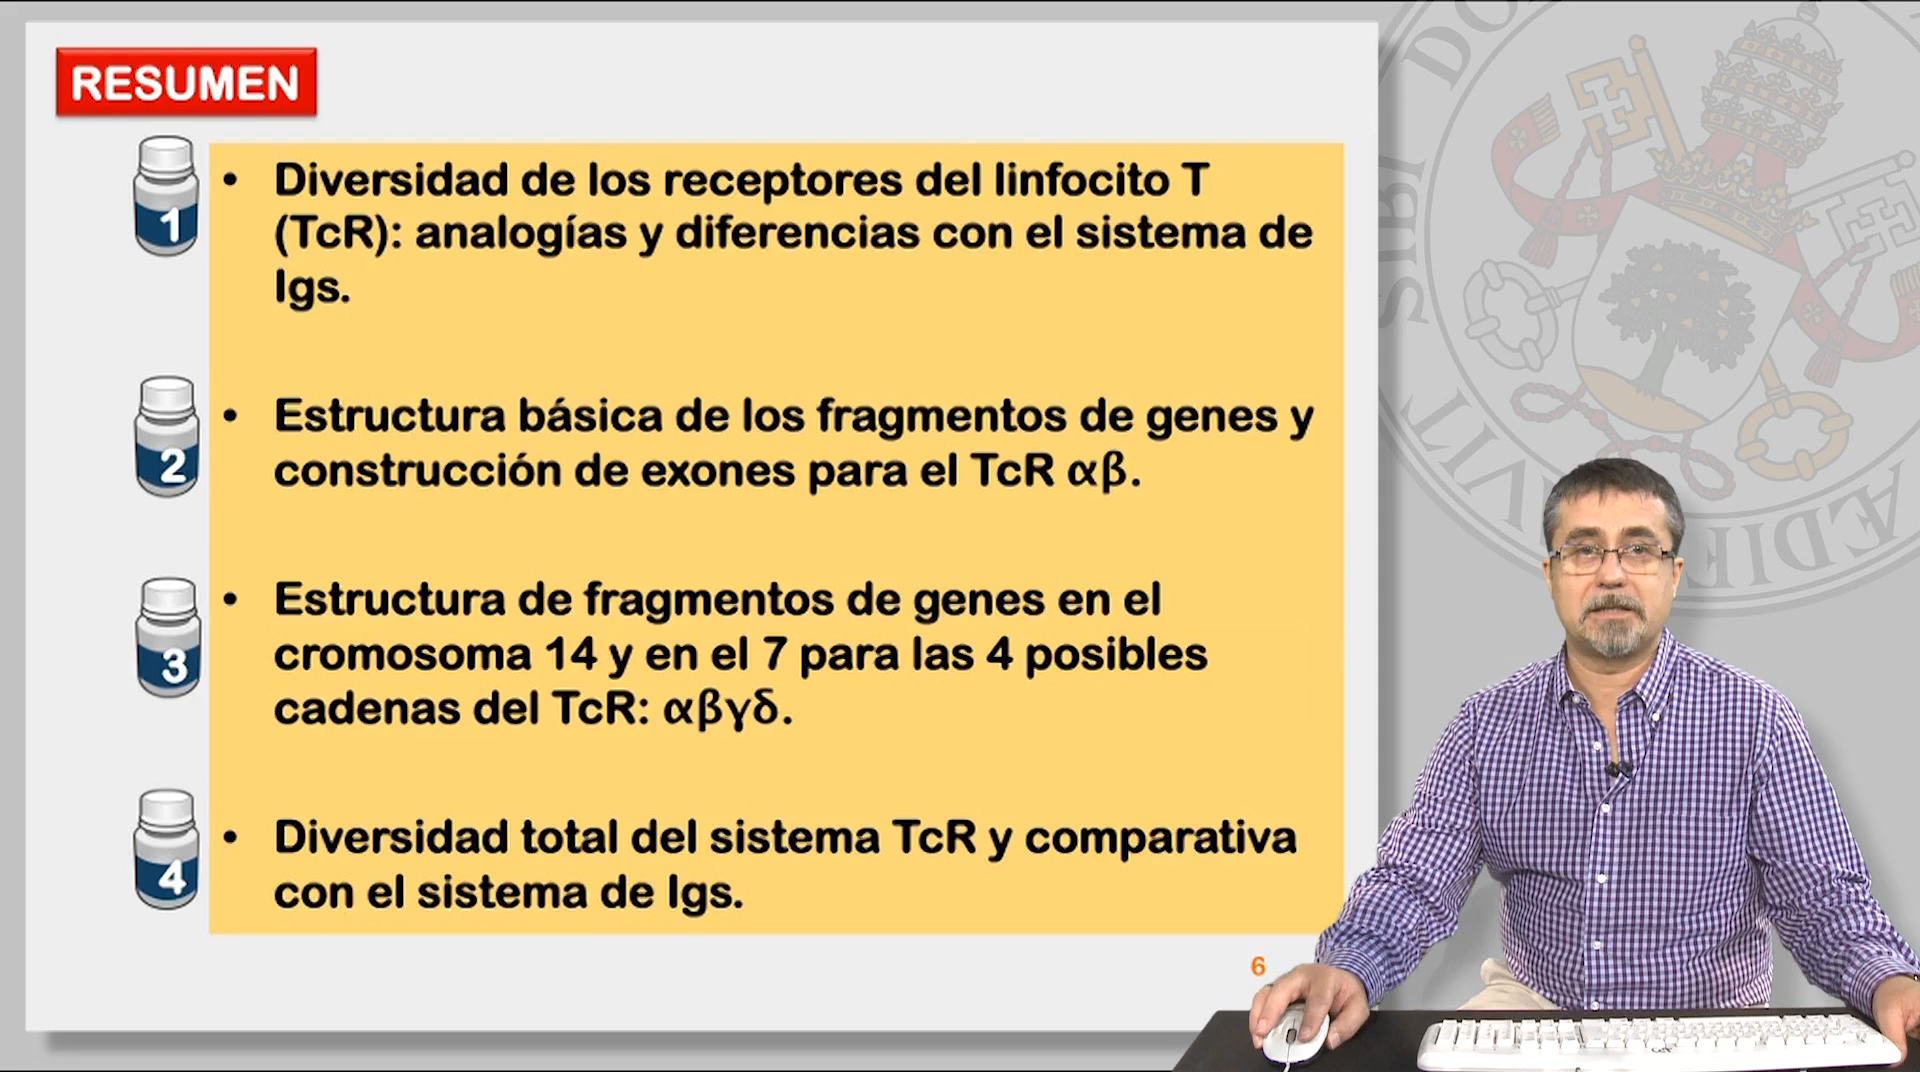 RESUMEN
1
• Diversidad de los receptores del linfocito T
(TcR): analogías y diferencias con el sistema de
Igs.
2
• Estructura básica de los fragmentos de genes y
construcción de exones para el TcR αβ.
3
• Estructura de fragmentos de genes en el
cromosoma 14 y en el 7 para las 4 posibles
cadenas del TcR: αβγδ.
4
• Diversidad total del sistema TcR y comparativa
con el sistema de Igs.
6